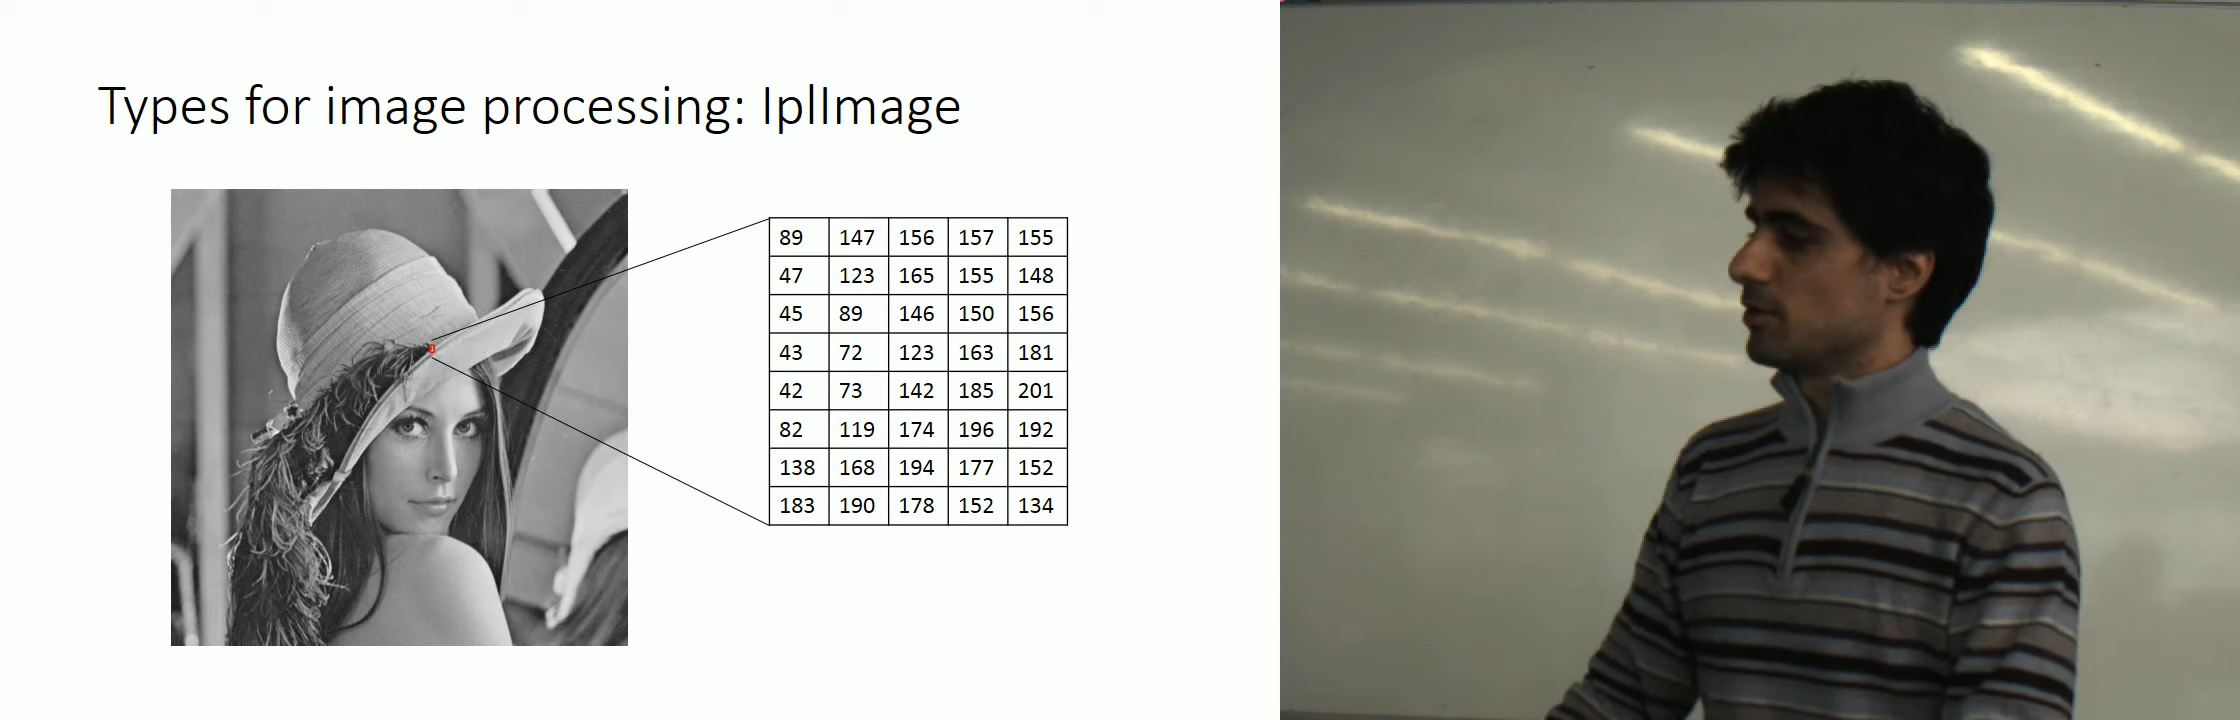 Types for image processing: IplImage
89 147 156 157 155
47 123 165 155 148
45 89 146 150 156
43 72 123 163 181
42 73 142 185 201
82 119 174 196 192
138 168 194 177 152
183 190 178 152 134